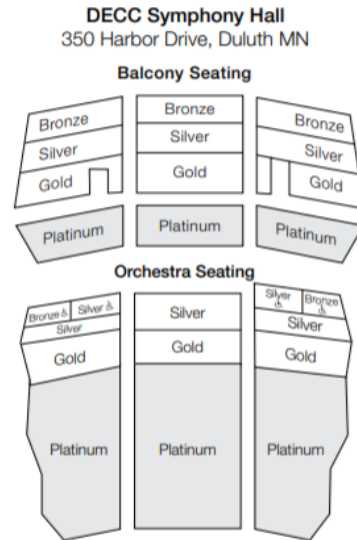 DECC Symphony Hall
350 Harbor Drive, Duluth MN
Balcony Seating
Bronze
Silver
Gold
Platinum
Bronze
Silver
Gold
Platinum
Bronze
Silver
Gold
Platinum
Orchestra Seating
Bronze ♿ Silver ♿
Silver
Gold
Platinum
Silver
Gold
Platinum
Silver ♿ Bronze ♿
Silver
Gold
Platinum